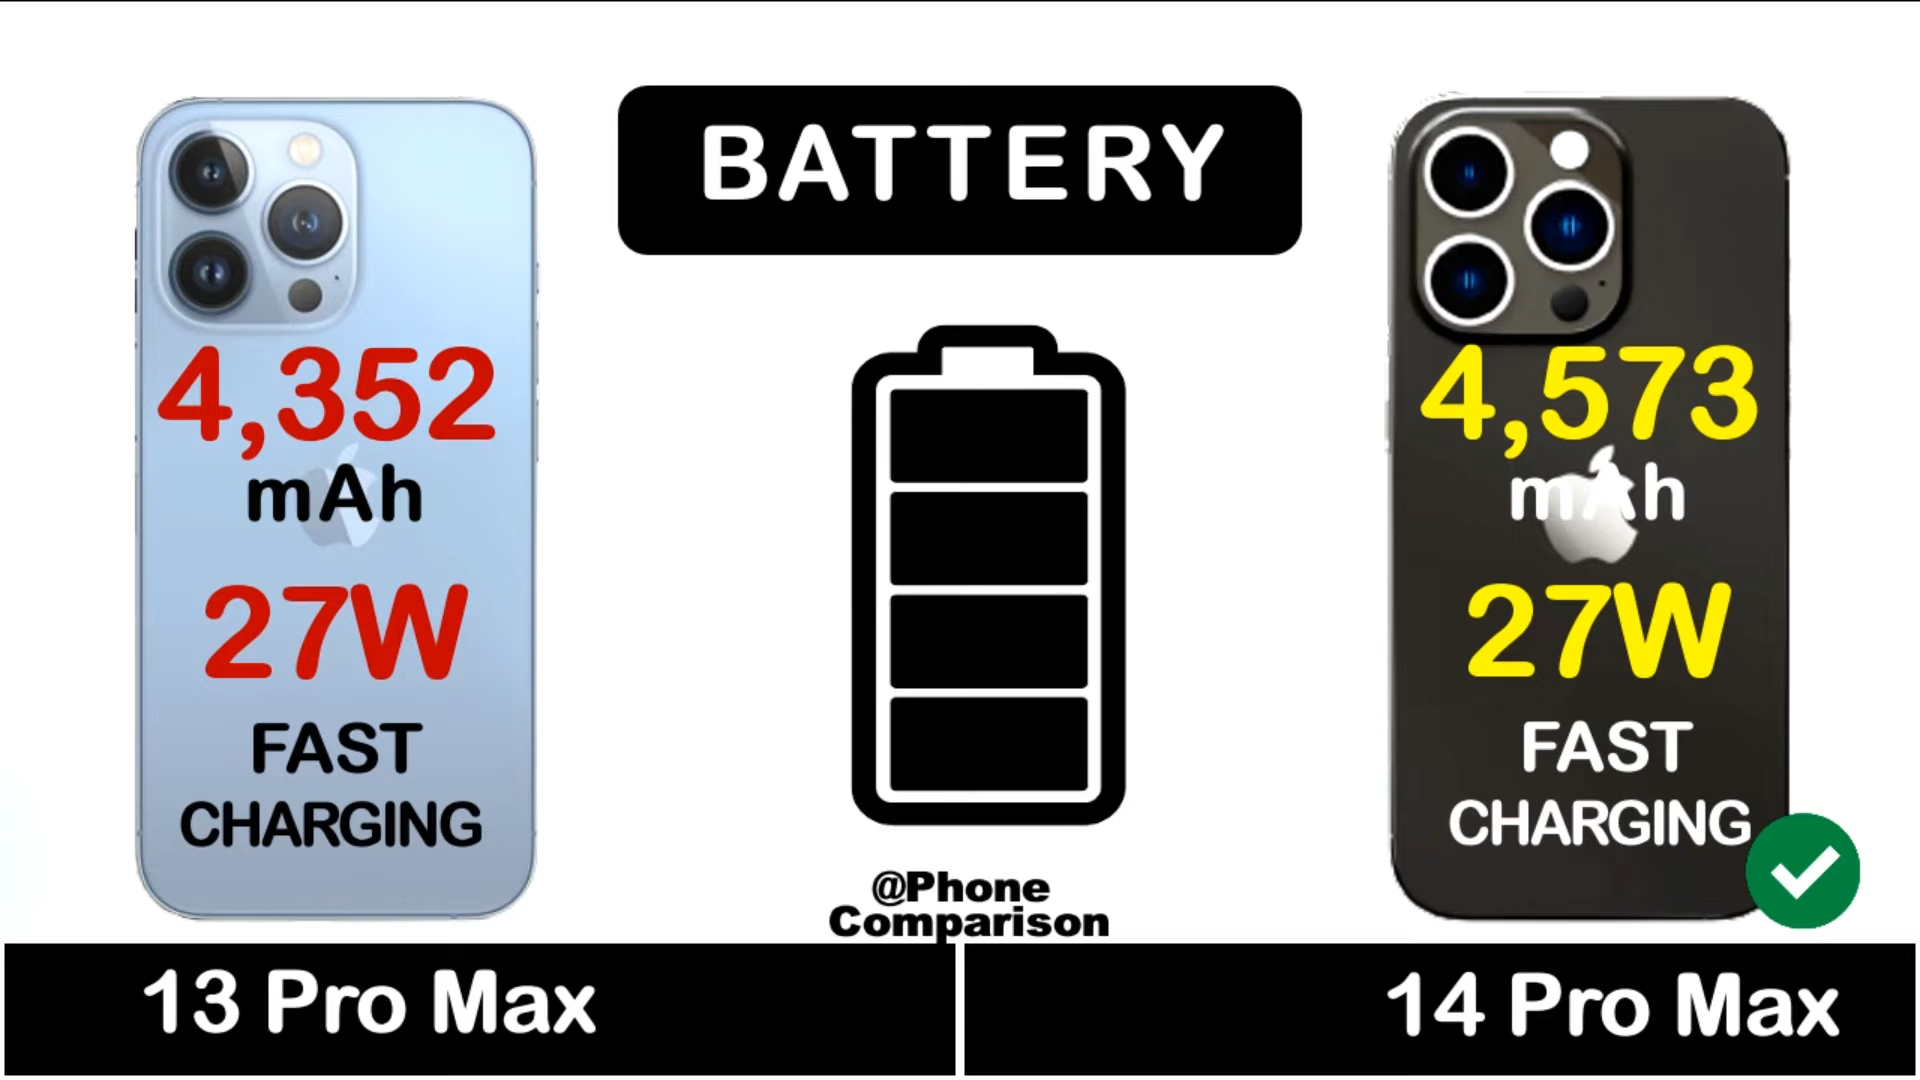 BATTERY
4,352
mAh
27W
FAST
CHARGING
4,573
mAh
27W
FAST
CHARGING
@Phone
Comparison
13 Pro Max
14 Pro Max